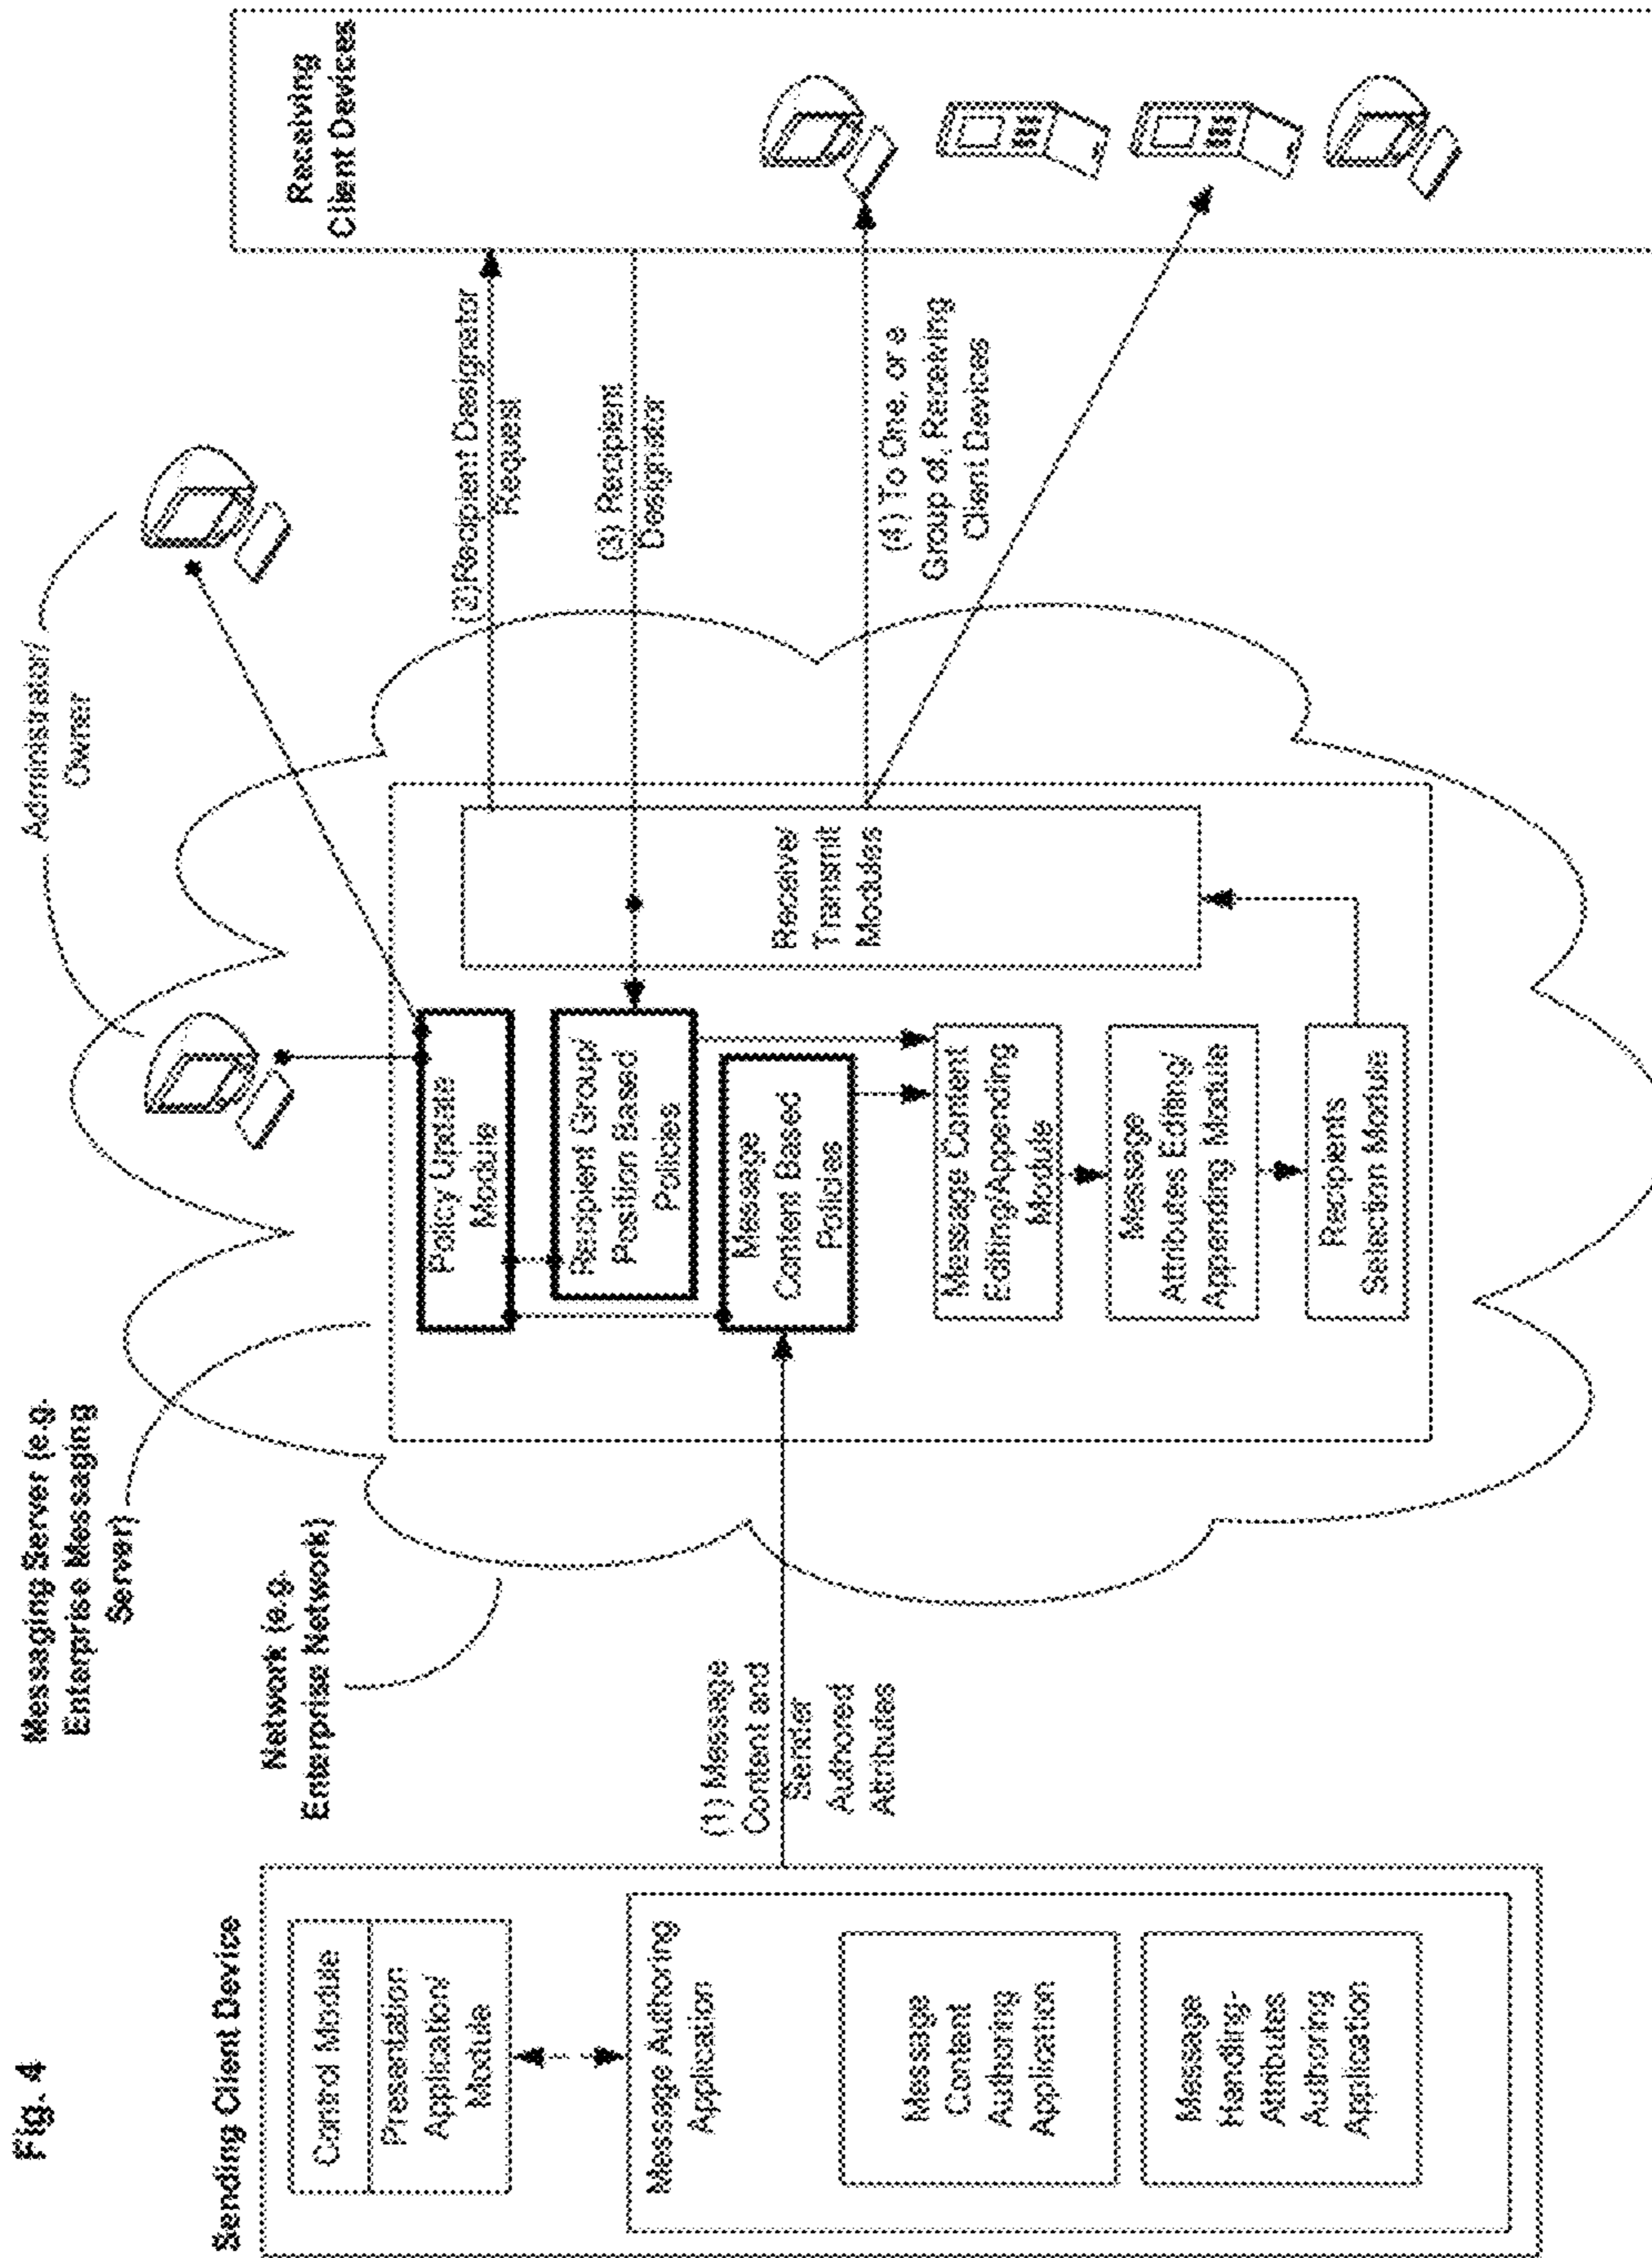 Fig. 4
Messaging Server (e.g.
Enterprise Messaging
Server)
Administrator/
Owner
Network (e.g.
Enterprise Network)
Sending Client Device
Control Module
Presentation
Application/
Module
Message Authoring
Application
Message
Content
Authoring
Application
Message
Handling-
Attributes
Authoring
Application
(1) Message
Content and
Sender
Authored
Attributes
Policy Update
Module
Recipient Group/
Position Based
Policies
Message
Content Based
Policies
Message Content
Editing/Appending
Module
Message
Attributes Editing/
Appending Module
Recipients
Selection Module
Receive/
Transmit
Modules
(2)Recipient Designator
Request
(3) Recipient
Designator
(4) To One, or a
Group of, Receiving
Client Devices
Receiving
Client Devices